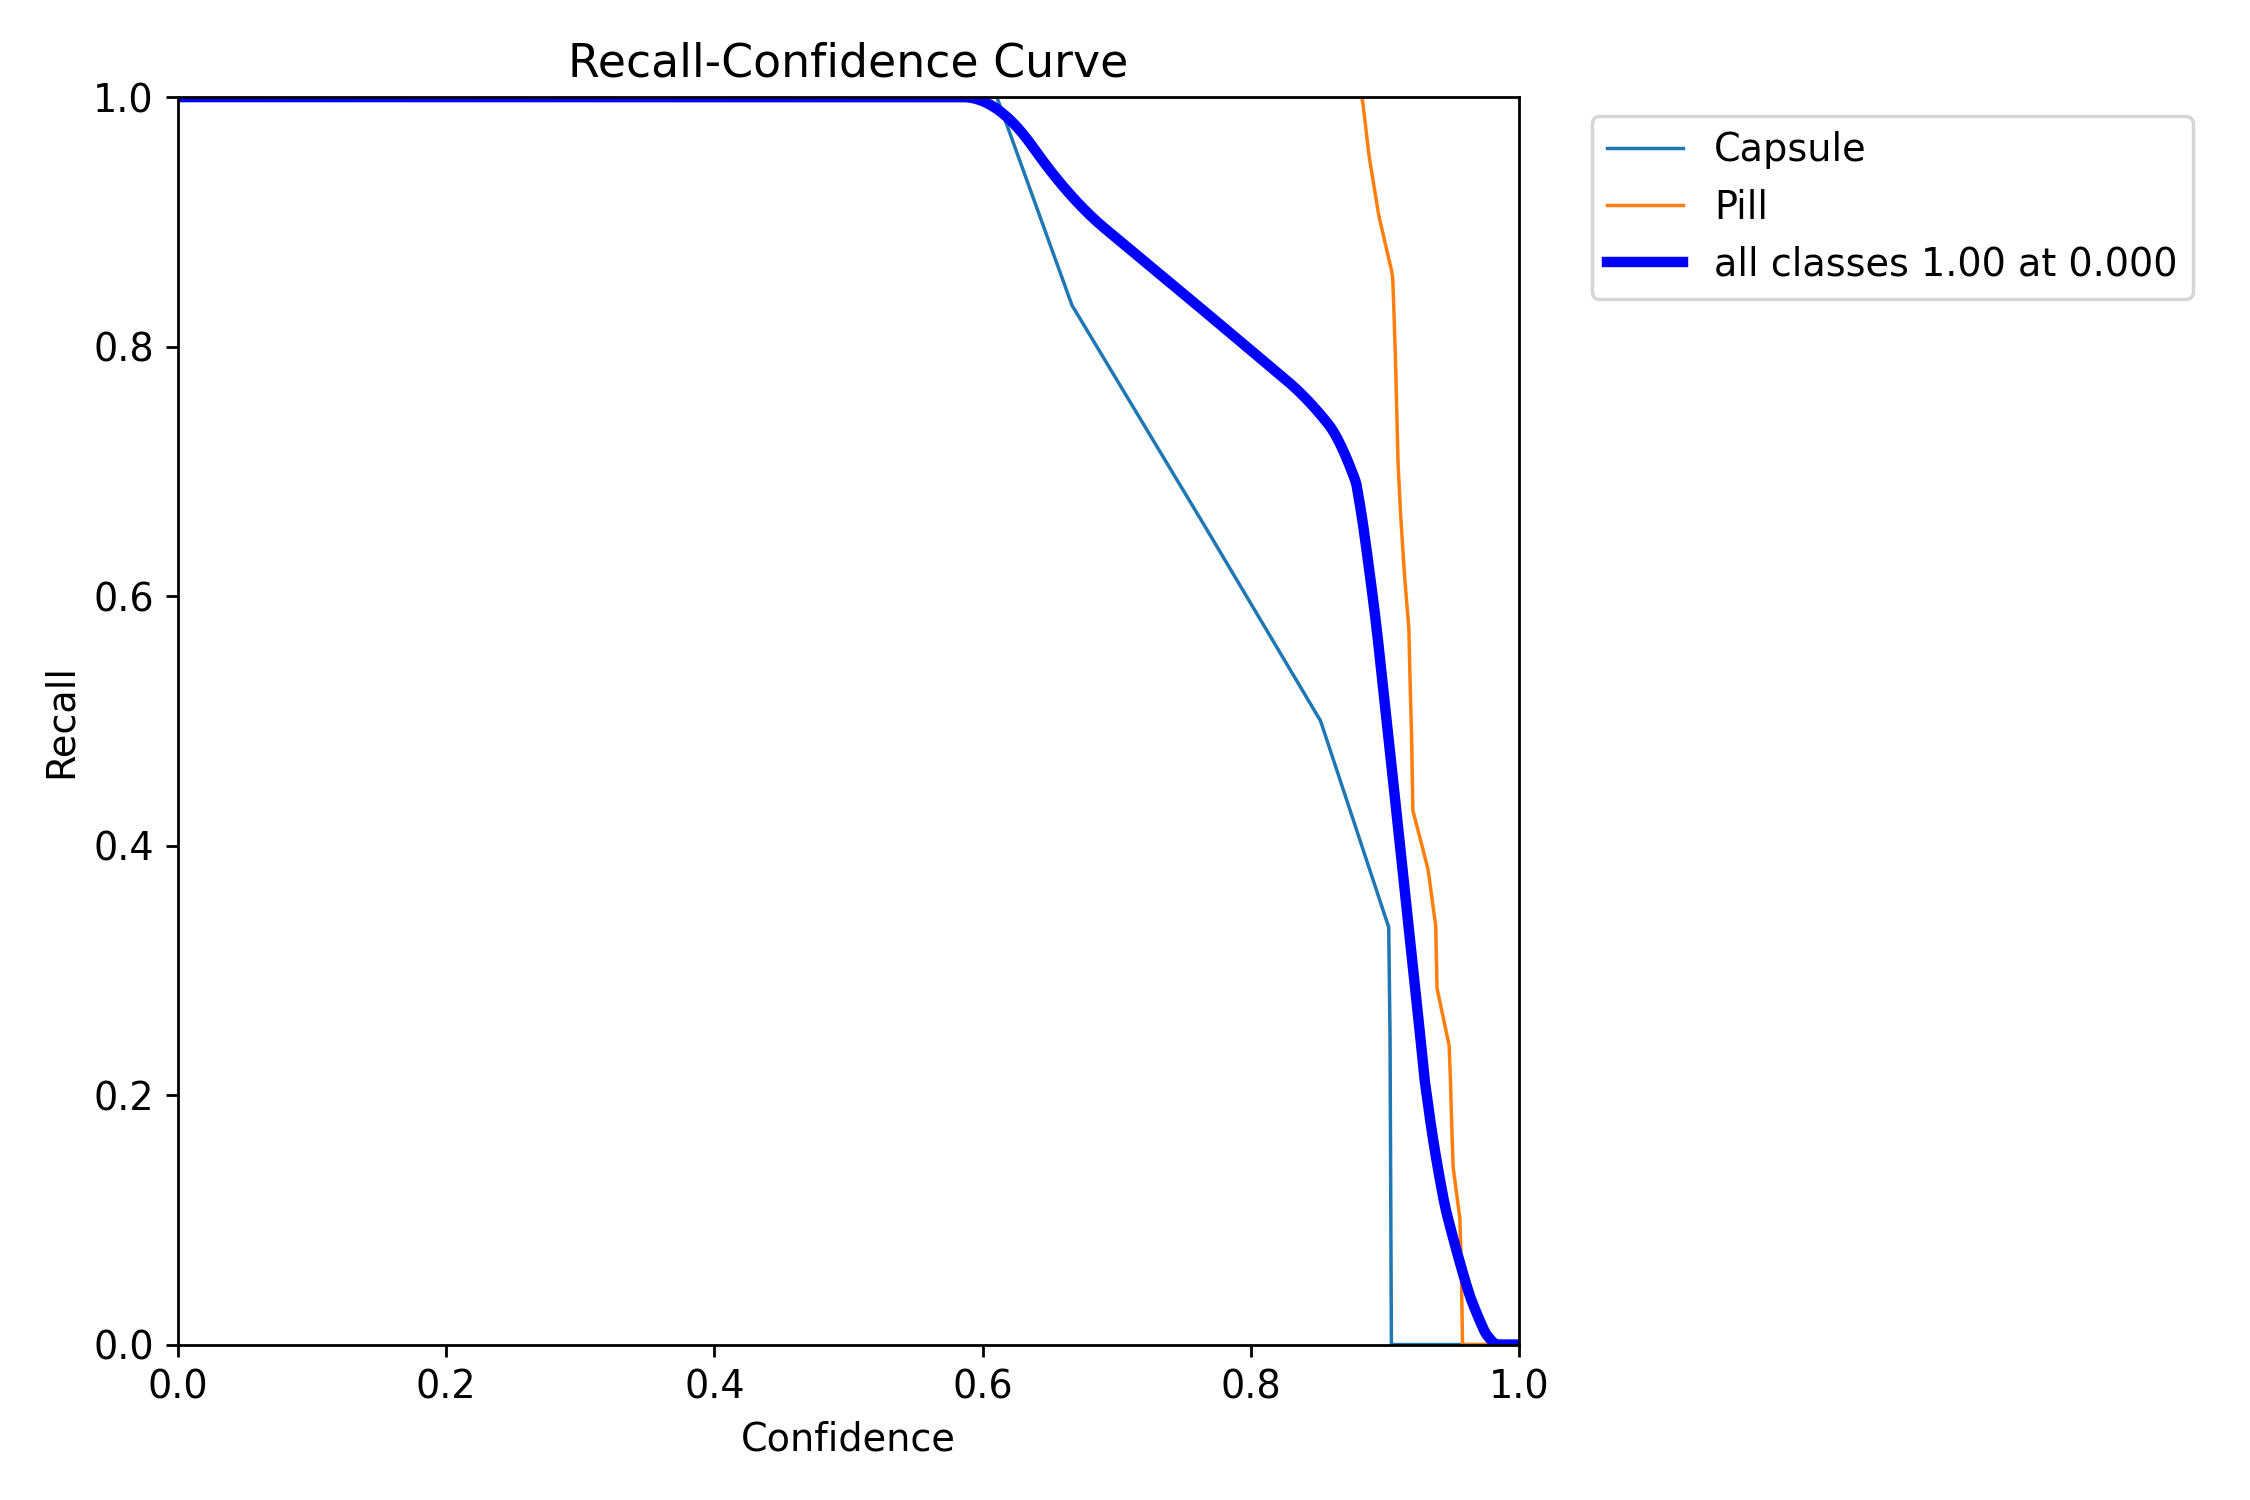 Recall-Confidence Curve
1.0
0.8
0.6
0.4
0.2
0.0
Recall
0.0 0.2 0.4 0.6 0.8 1.0
Confidence
Capsule
Pill
all classes 1.00 at 0.000